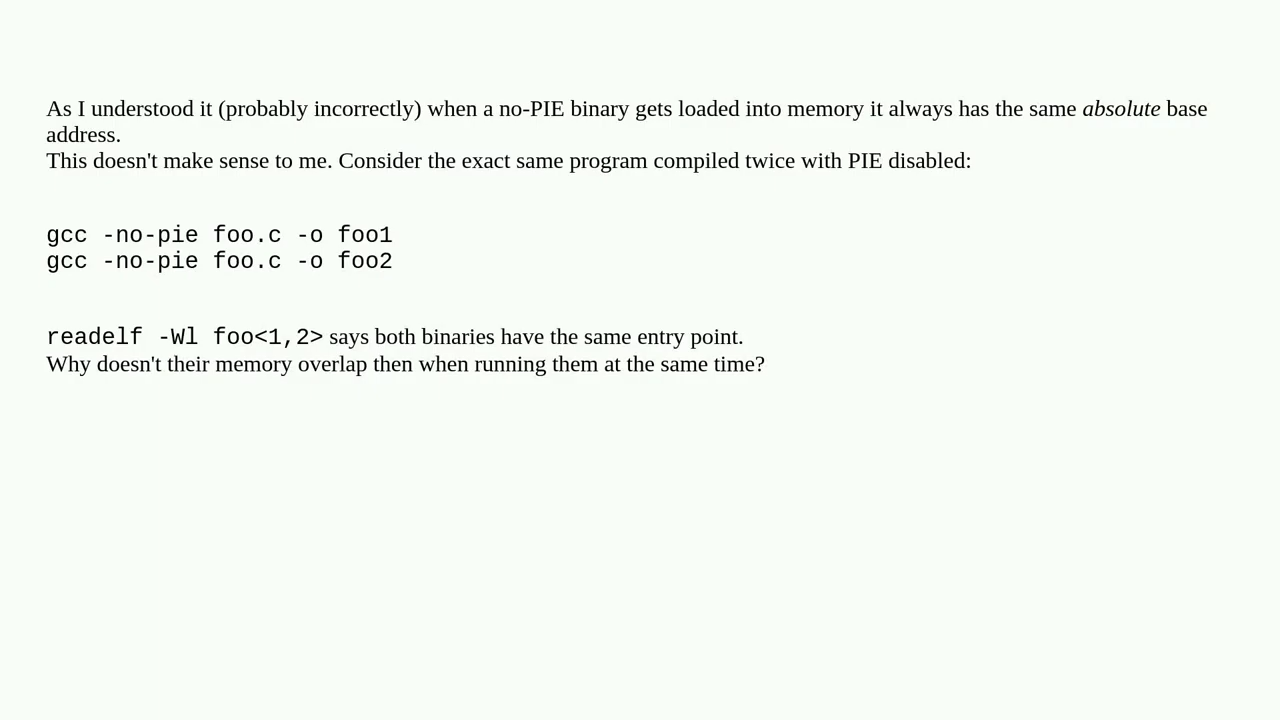 As I understood it (probably incorrectly) when a no-PIE binary gets loaded into memory it always has the same absolute base
address.
This doesn't make sense to me. Consider the exact same program compiled twice with PIE disabled:
gcc -no-pie foo.c -o foo1
gcc -no-pie foo.c -o foo2
readelf -Wl foo<1,2> says both binaries have the same entry point.
Why doesn't their memory overlap then when running them at the same time?